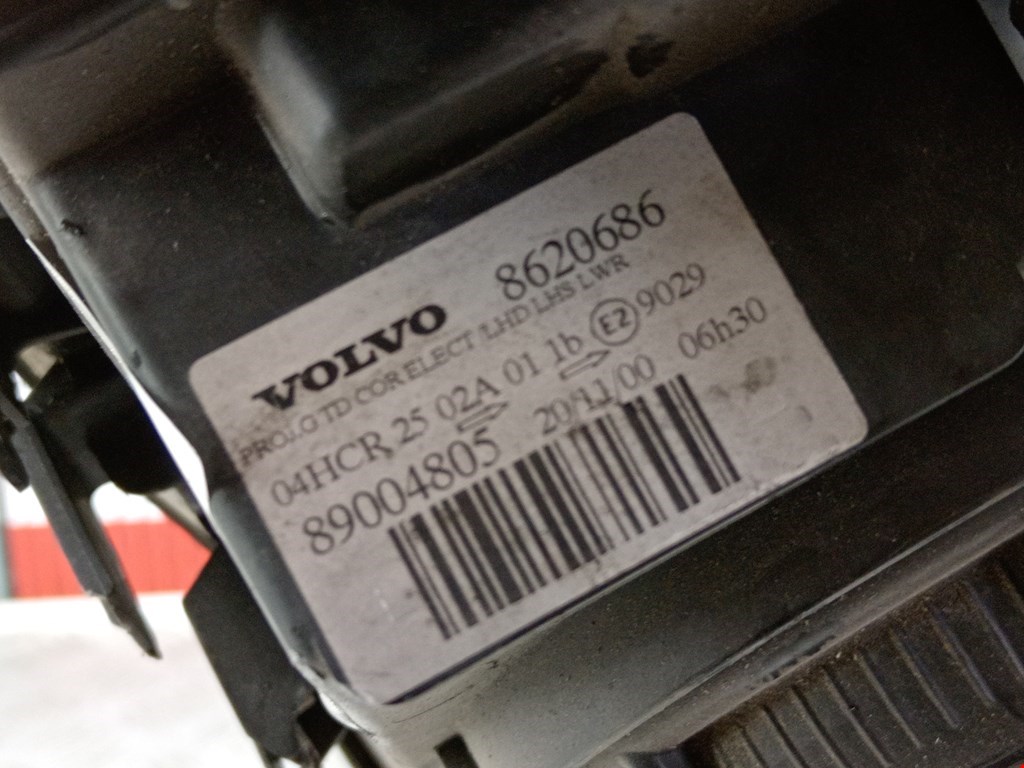 VOLVO 8620686
PROLG TD COR ELECT /LHD LHS LWR
04HCR 25 02A 01 1b E2 9029
89004805 20/11/00 06h30